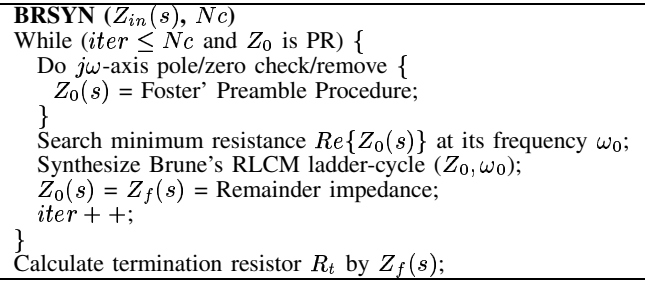 BRSYN (Z_in(s), Nc)
While (iter ≤ Nc and Z_0 is PR) {
Do jω-axis pole/zero check/remove {
Z_0(s) = Foster' Preamble Procedure;
}
Search minimum resistance Re{Z_0(s)} at its frequency ω_0;
Synthesize Brune's RLCM ladder-cycle (Z_0, ω_0);
Z_0(s) = Z_f(s) = Remainder impedance;
iter + +;
}
Calculate termination resistor R_t by Z_f(s);